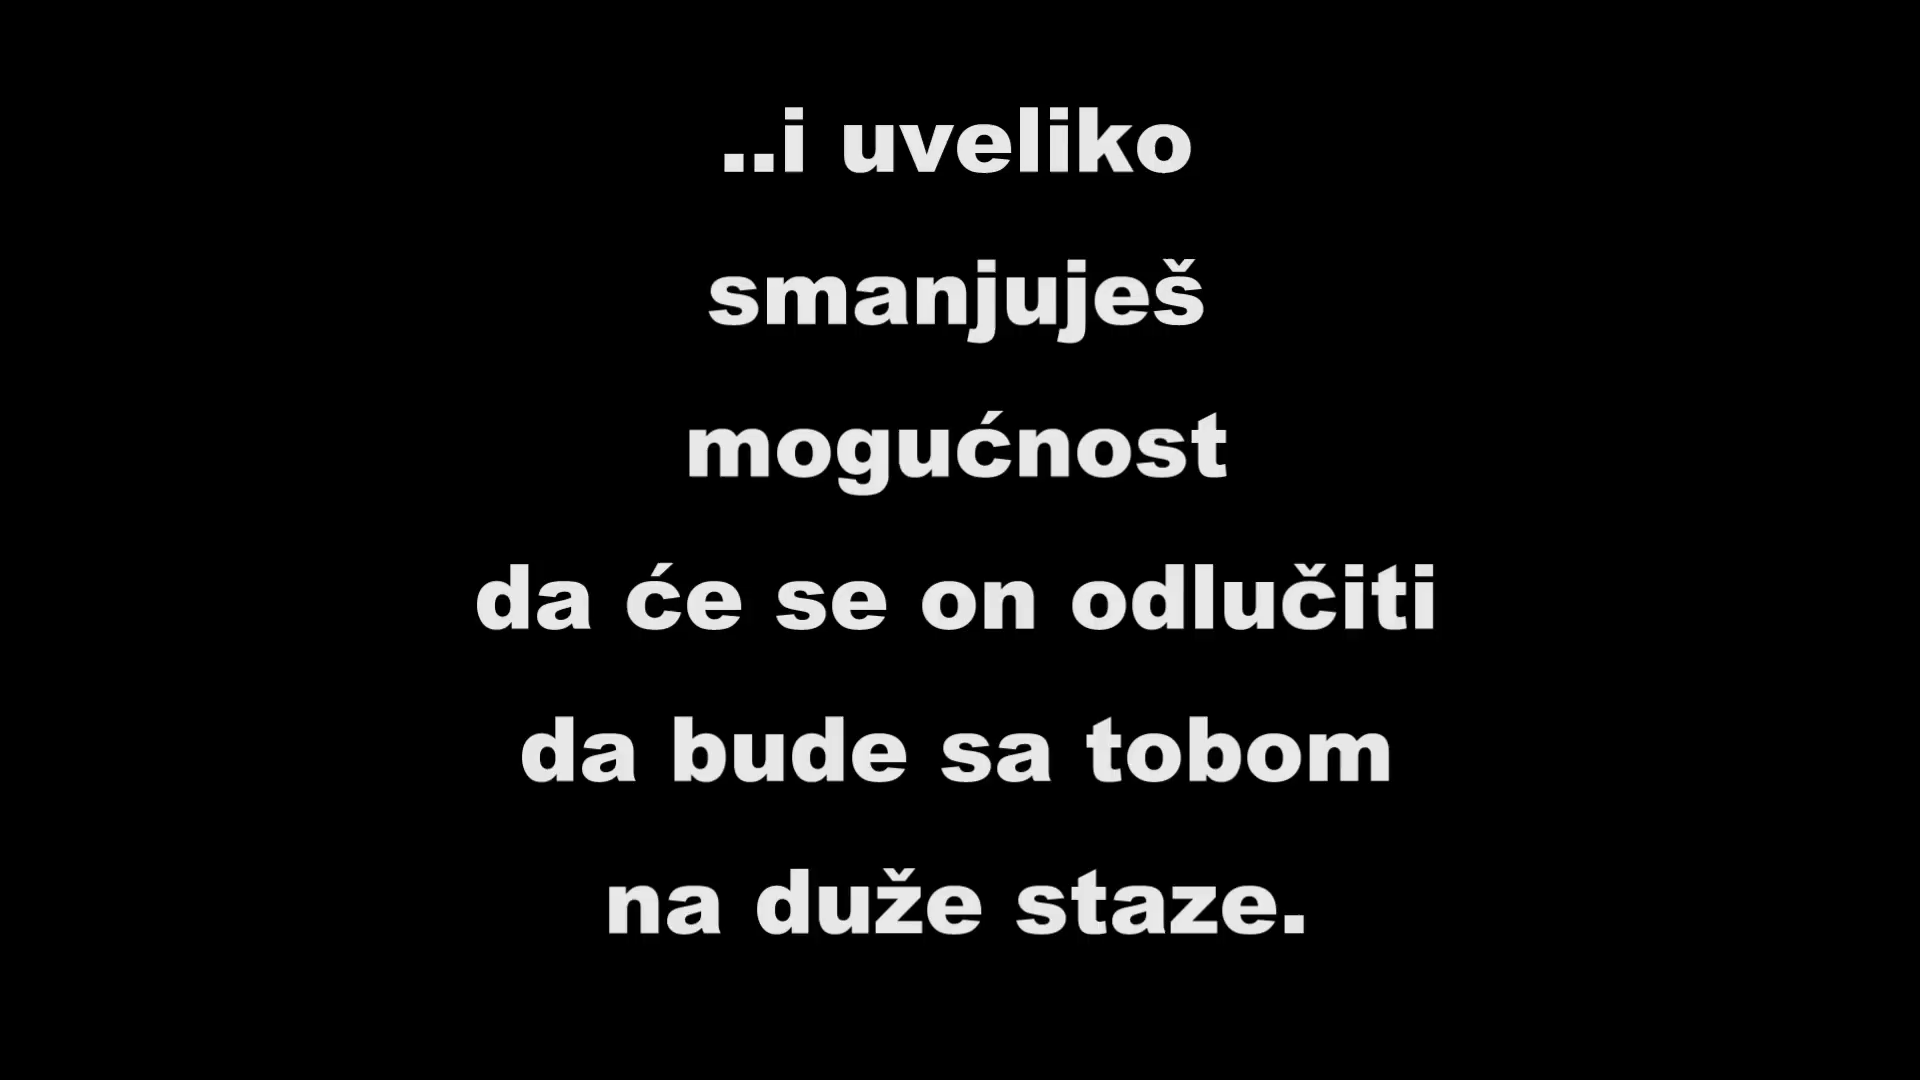 ..i uveliko
smanjuješ
mogućnost
da će se on odlučiti
da bude sa tobom
na duže staze.